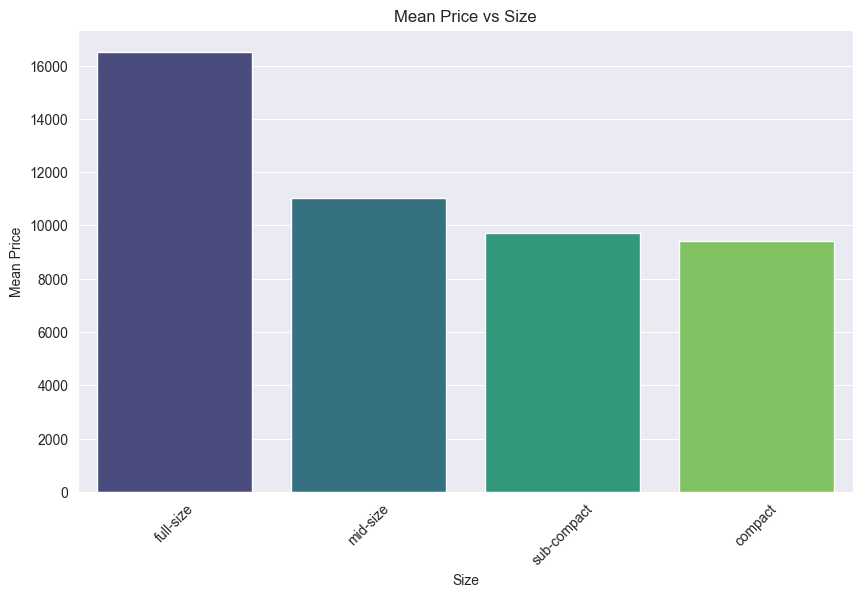 Mean Price vs Size
Mean Price
16000
14000
12000
10000
8000
6000
4000
2000
0
full-size
mid-size
sub-compact
compact
Size